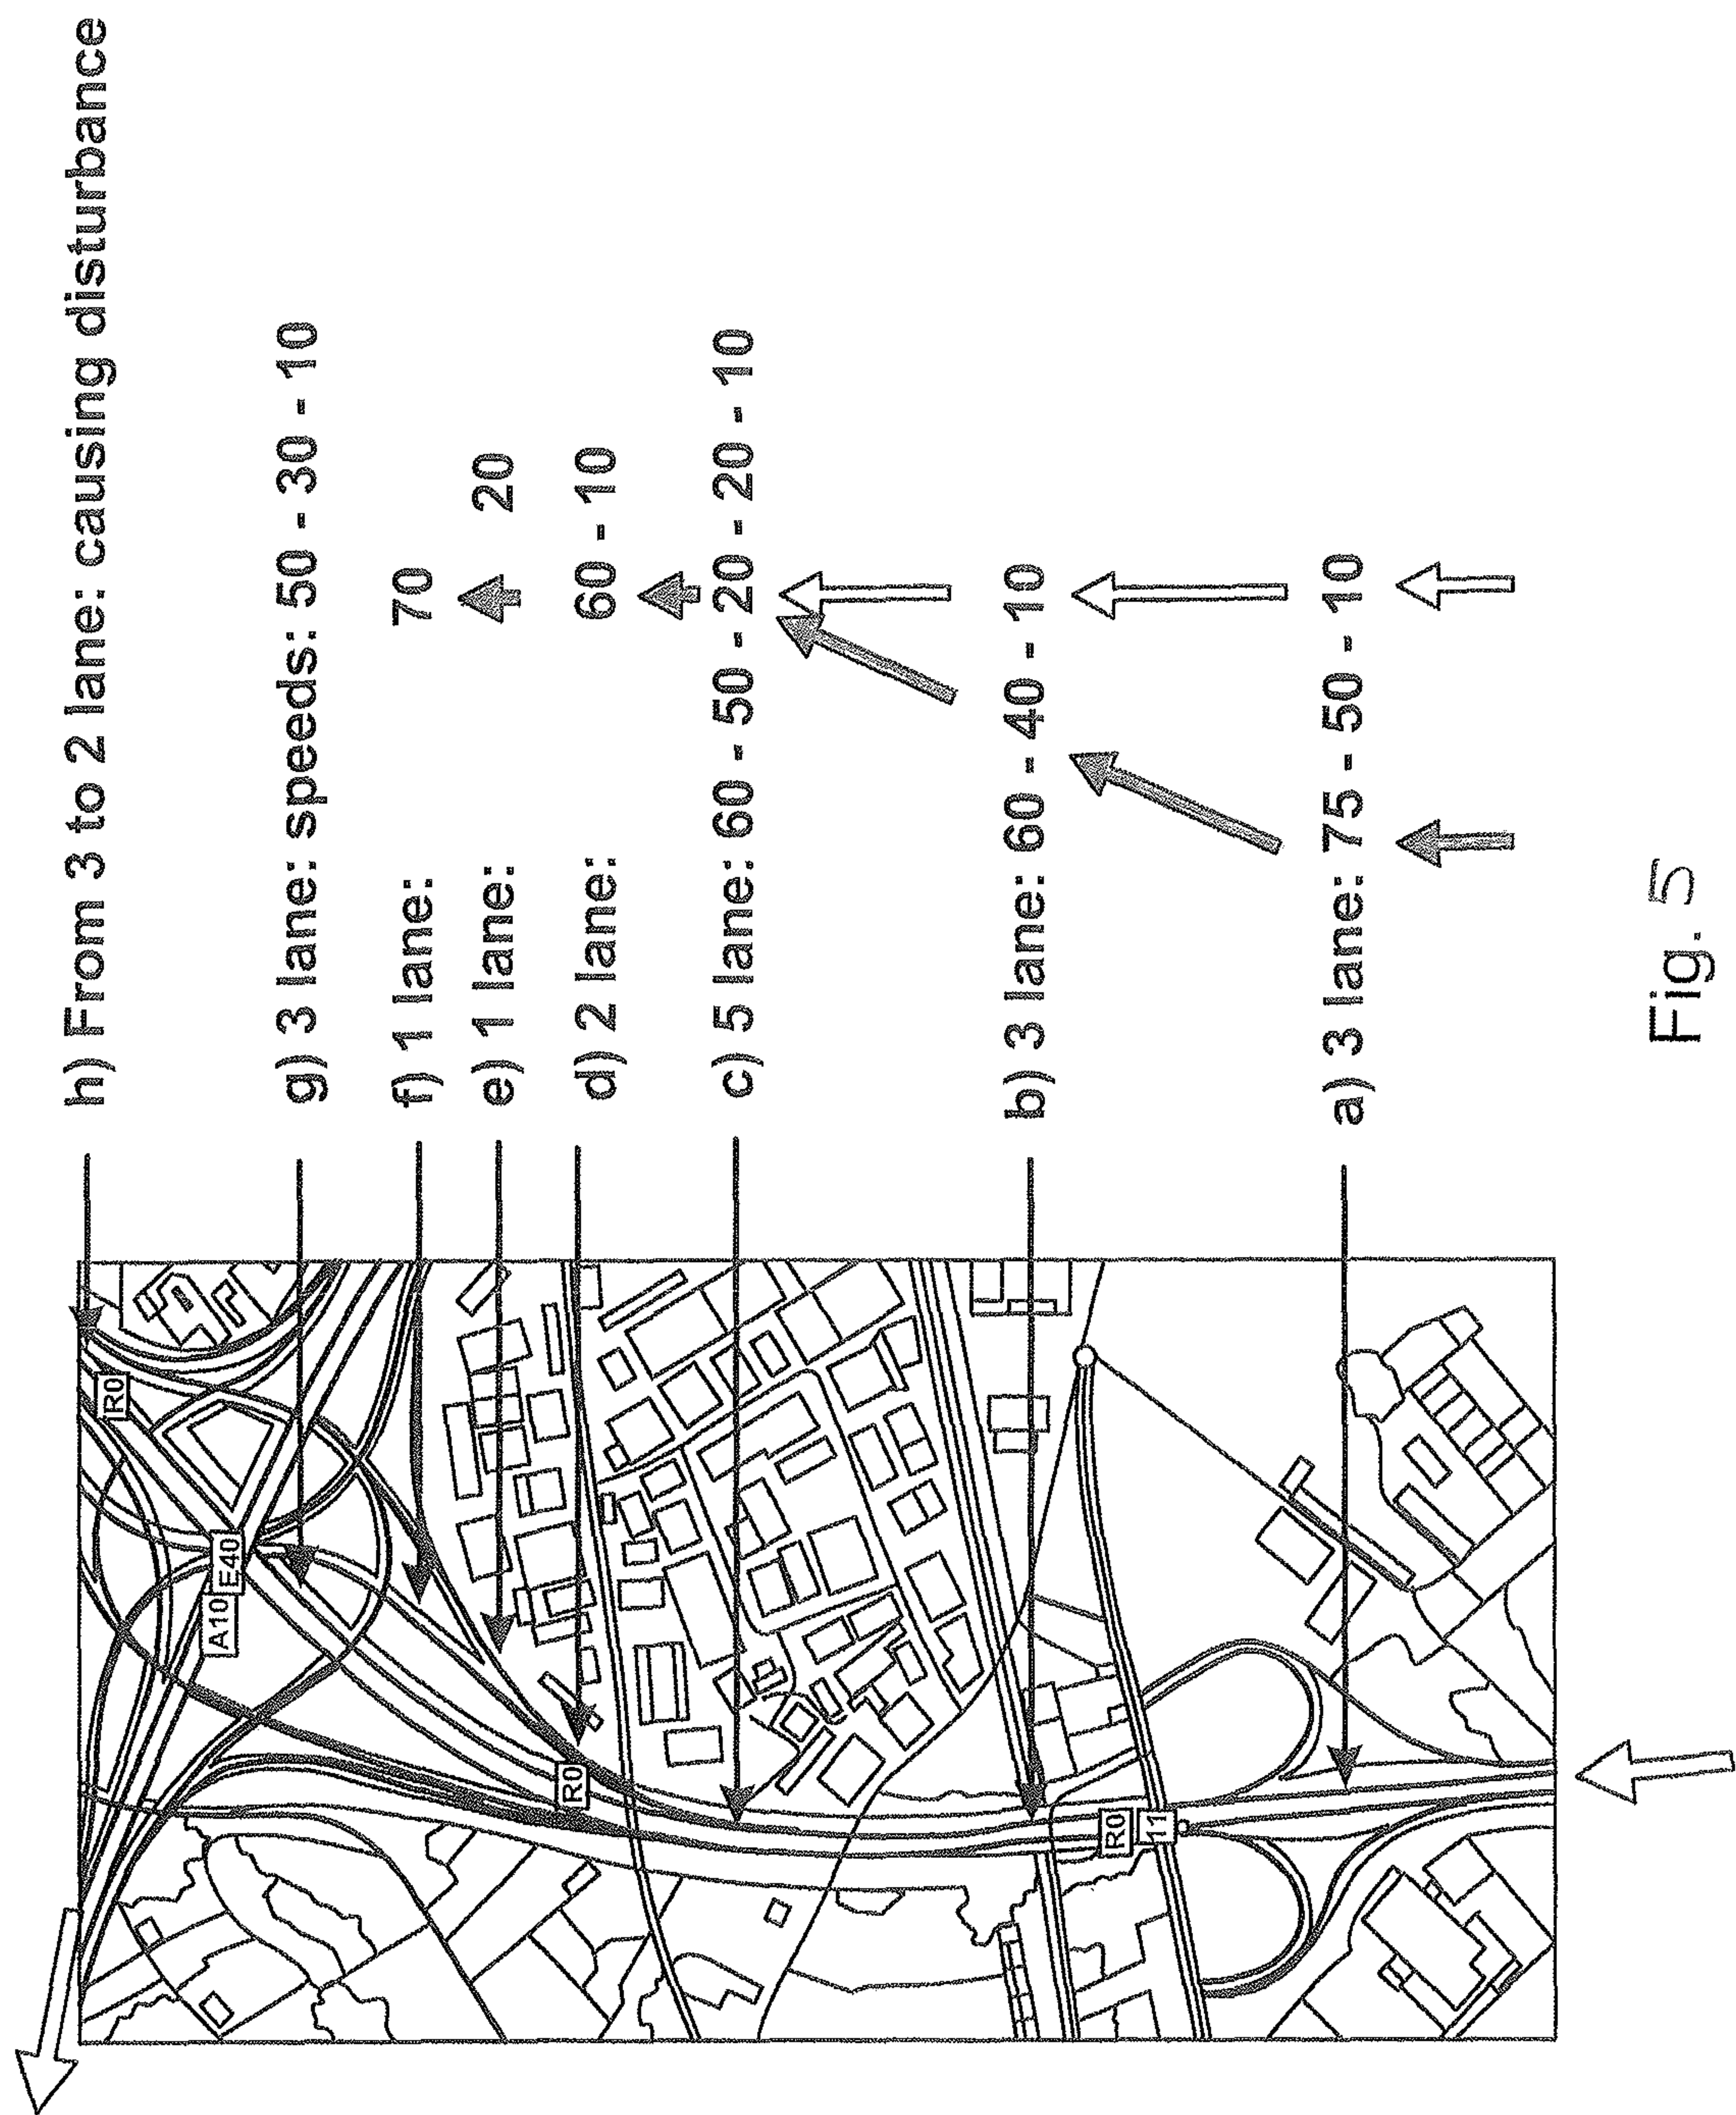 h) From 3 to 2 lane: causing disturbance
g) 3 lane: speeds: 50 - 30 - 10
f) 1 lane: 70
e) 1 lane: 20
d) 2 lane: 60 - 10
c) 5 lane: 60 - 50 - 20 - 20 - 10
b) 3 lane: 60 - 40 - 10
a) 3 lane: 75 - 50 - 10
R0
A10
E40
R0
R0
11
Fig. 5